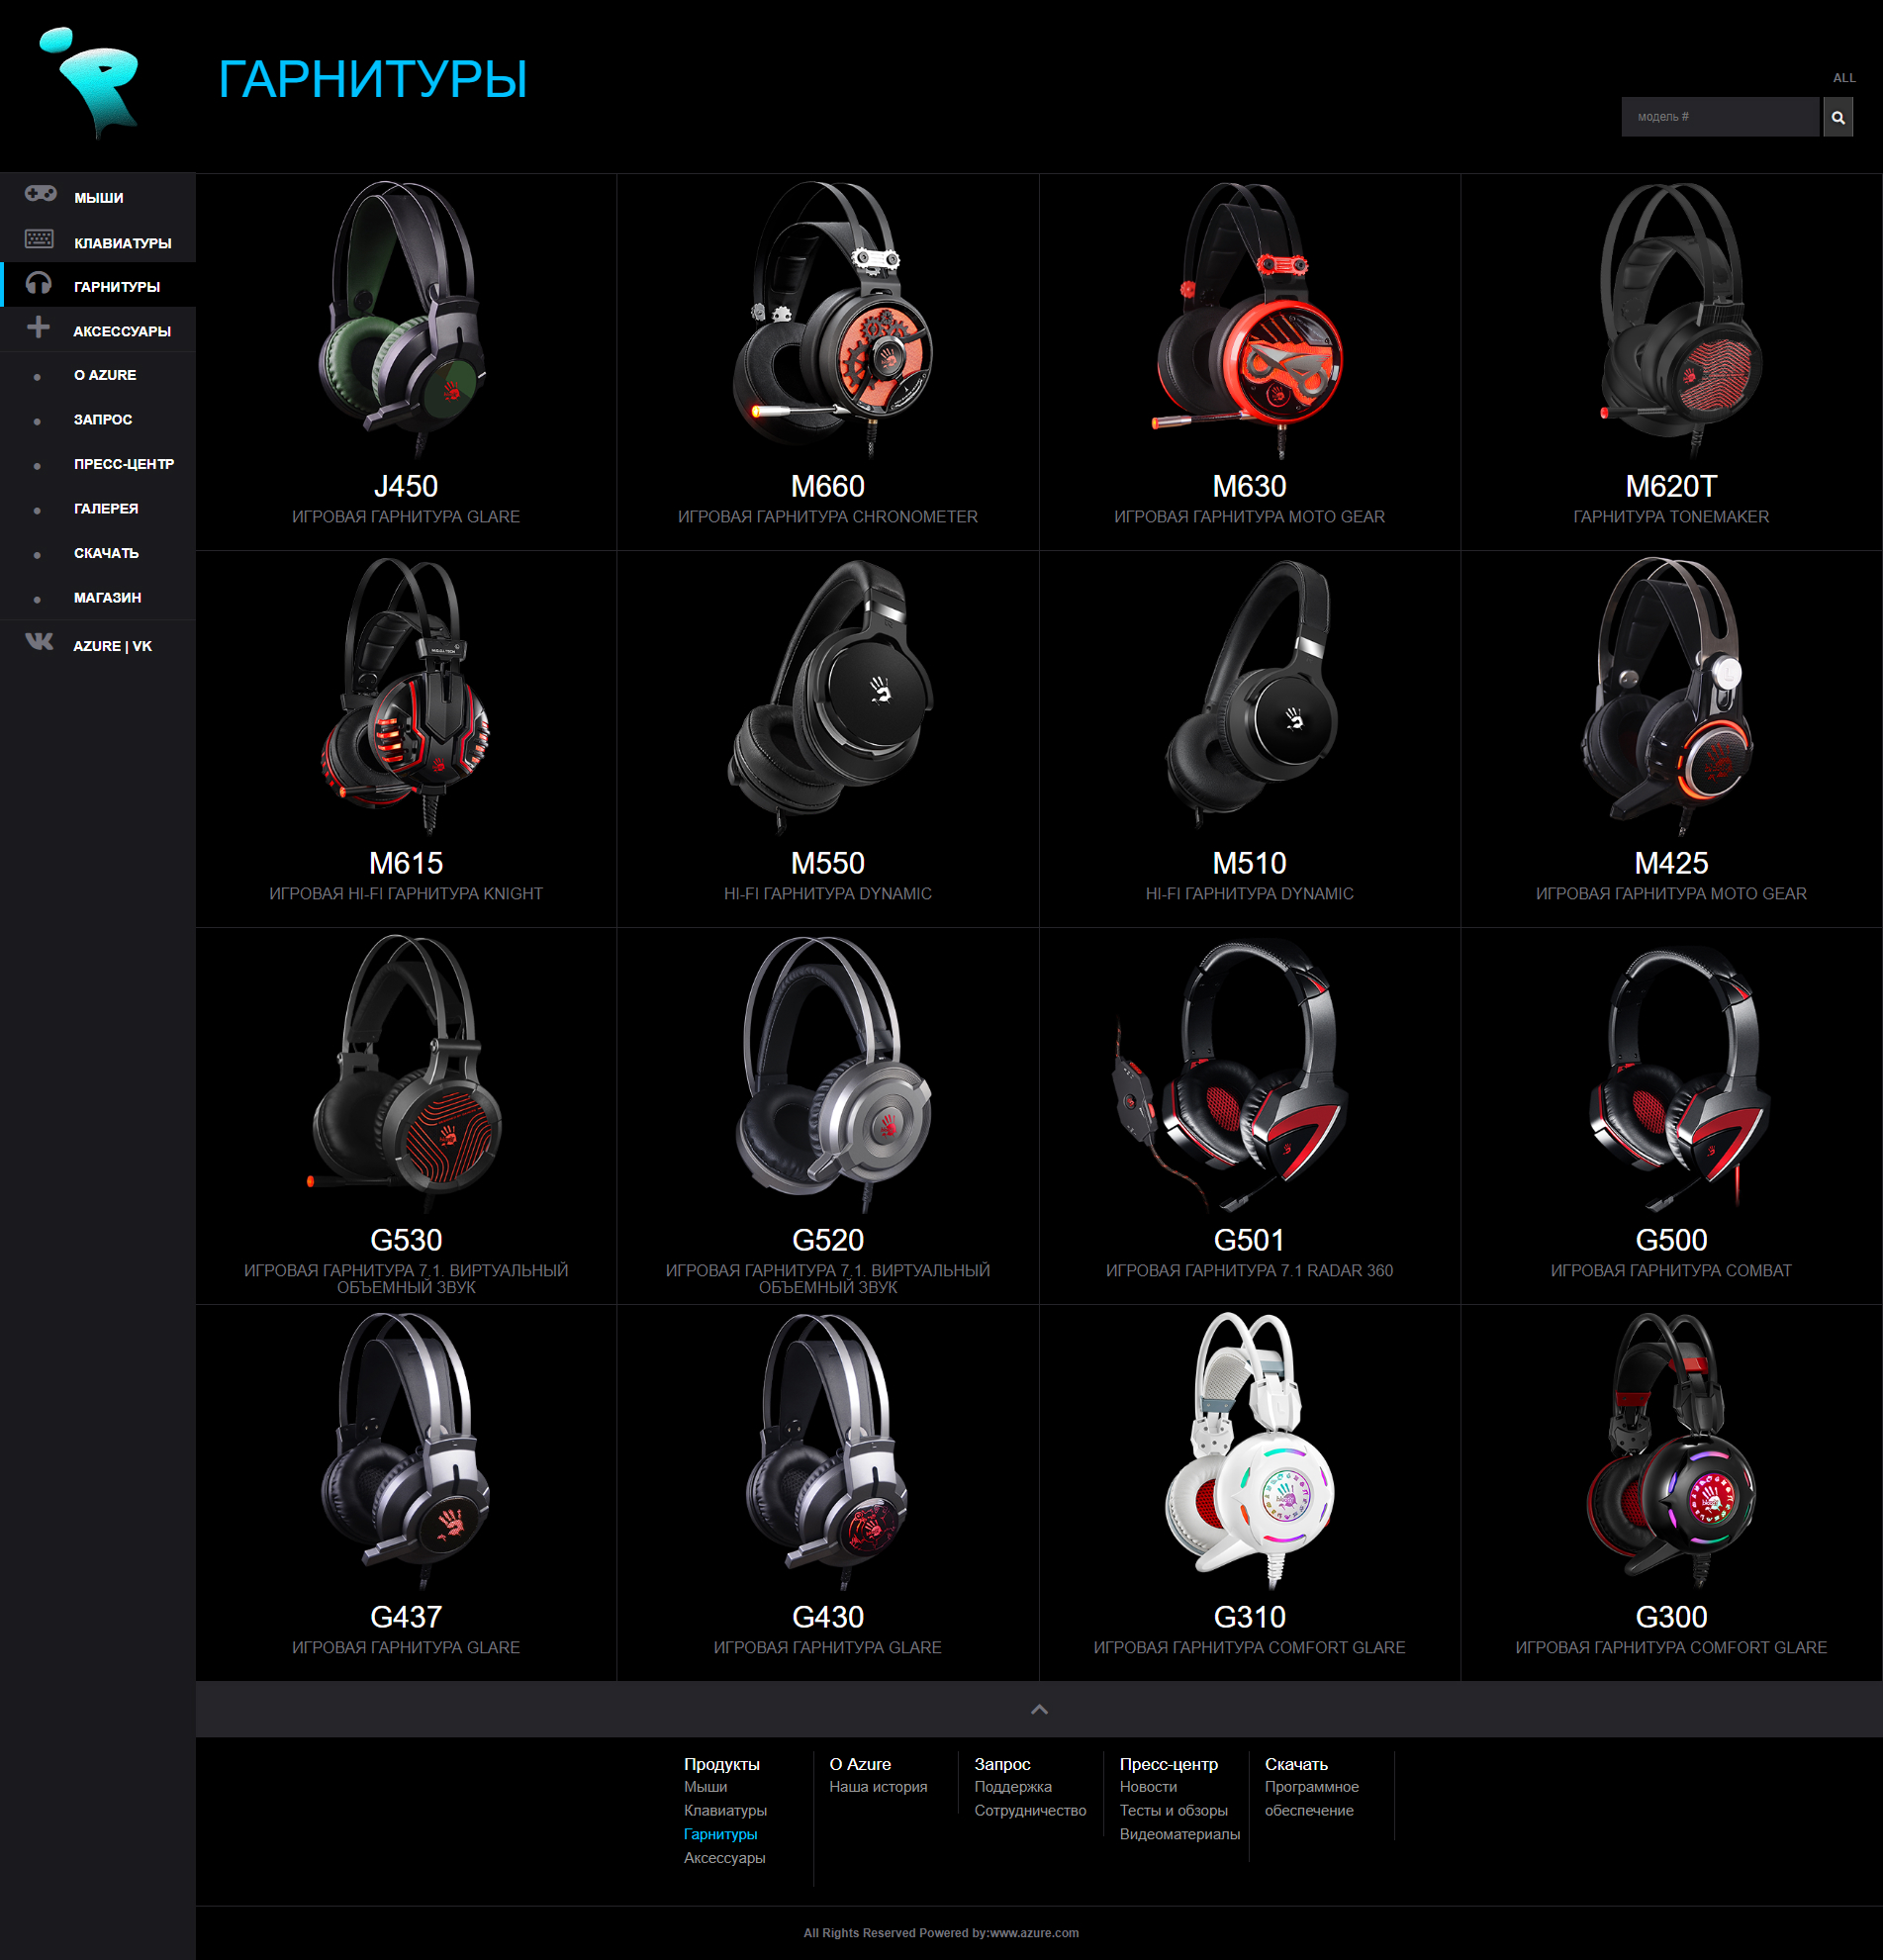 ГАРНИТУРЫ
ALL
модель #
МЫШИ
КЛАВИАТУРЫ
ГАРНИТУРЫ
АКСЕССУАРЫ
О AZURE
ЗАПРОС
ПРЕСС-ЦЕНТР
ГАЛЕРЕЯ
СКАЧАТЬ
МАГАЗИН
AZURE | VK
J450
ИГРОВАЯ ГАРНИТУРА GLARE
M660
ИГРОВАЯ ГАРНИТУРА CHRONOMETER
M630
ИГРОВАЯ ГАРНИТУРА MOTO GEAR
M620T
ГАРНИТУРА TONEMAKER
M615
ИГРОВАЯ HI-FI ГАРНИТУРА KNIGHT
M550
HI-FI ГАРНИТУРА DYNAMIC
M510
HI-FI ГАРНИТУРА DYNAMIC
M425
ИГРОВАЯ ГАРНИТУРА MOTO GEAR
G530
ИГРОВАЯ ГАРНИТУРА 7.1. ВИРТУАЛЬНЫЙ
ОБЪЕМНЫЙ ЗВУК
G520
ИГРОВАЯ ГАРНИТУРА 7.1. ВИРТУАЛЬНЫЙ
ОБЪЕМНЫЙ ЗВУК
G501
ИГРОВАЯ ГАРНИТУРА 7.1 RADAR 360
G500
ИГРОВАЯ ГАРНИТУРА COMBAT
G437
ИГРОВАЯ ГАРНИТУРА GLARE
G430
ИГРОВАЯ ГАРНИТУРА GLARE
G310
ИГРОВАЯ ГАРНИТУРА COMFORT GLARE
G300
ИГРОВАЯ ГАРНИТУРА COMFORT GLARE
Продукты
Мыши
Клавиатуры
Гарнитуры
Аксессуары
О Azure
Наша история
Запрос
Поддержка
Сотрудничество
Пресс-центр
Новости
Тесты и обзоры
Видеоматериалы
Скачать
Программное
обеспечение
All Rights Reserved Powered by:www.azure.com